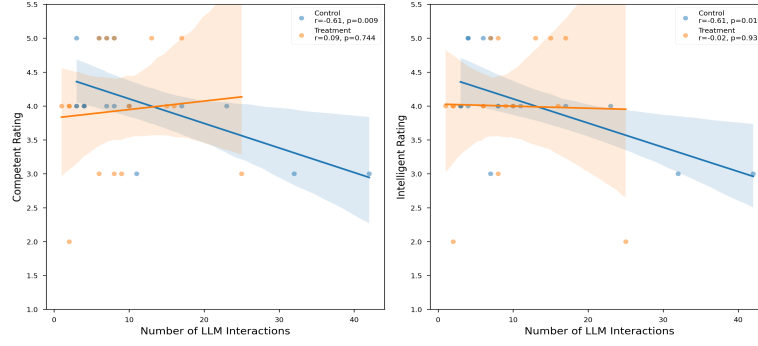 5.5
5.0
4.5
4.0
3.5
3.0
2.5
2.0
1.5
1.0
Competent Rating
0
10
20
30
40
Number of LLM Interactions
Control
r=-0.61, p=0.009
Treatment
r=0.09, p=0.744
5.5
5.0
4.5
4.0
3.5
3.0
2.5
2.0
1.5
1.0
Intelligent Rating
0
10
20
30
40
Number of LLM Interactions
Control
r=-0.61, p=0.01
Treatment
r=-0.02, p=0.93